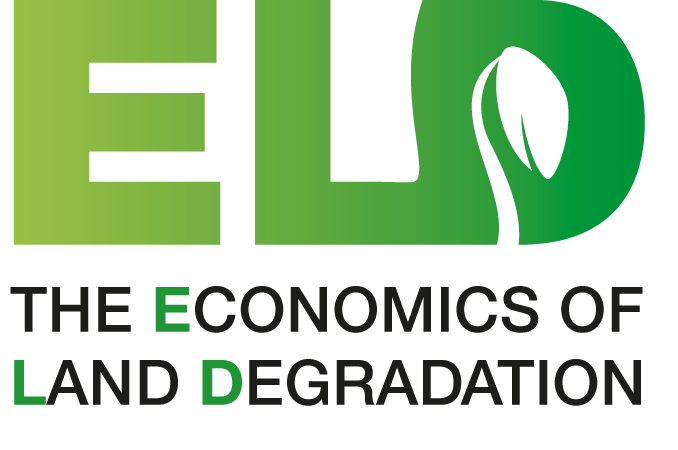 ELD
THE ECONOMICS OF
LAND DEGRADATION